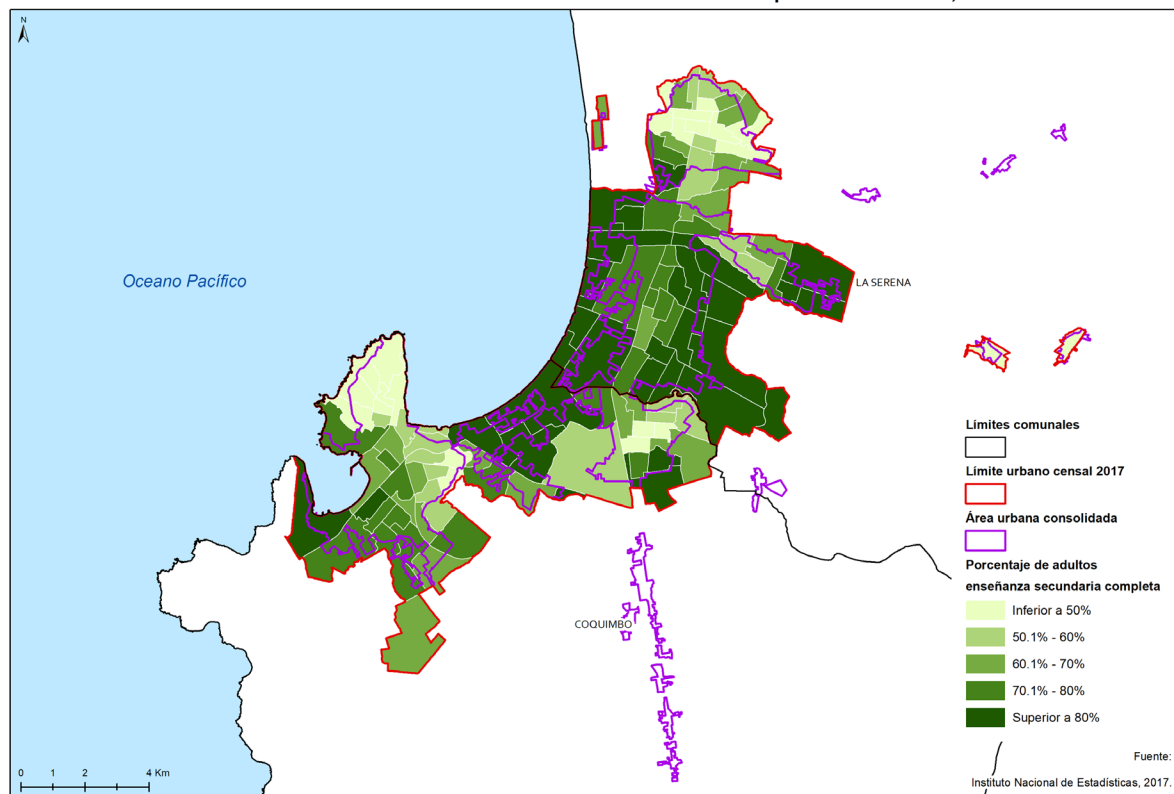 N
Oceano Pacífico
LA SERENA
COQUIMBO
Límites comunales
Límite urbano censal 2017
Área urbana consolidada
Porcentaje de adultos
enseñanza secundaria completa
Inferior a 50%
50.1% - 60%
60.1% - 70%
70.1% - 80%
Superior a 80%
0 1 2 4 Km
Fuente:
Instituto Nacional de Estadísticas, 2017.